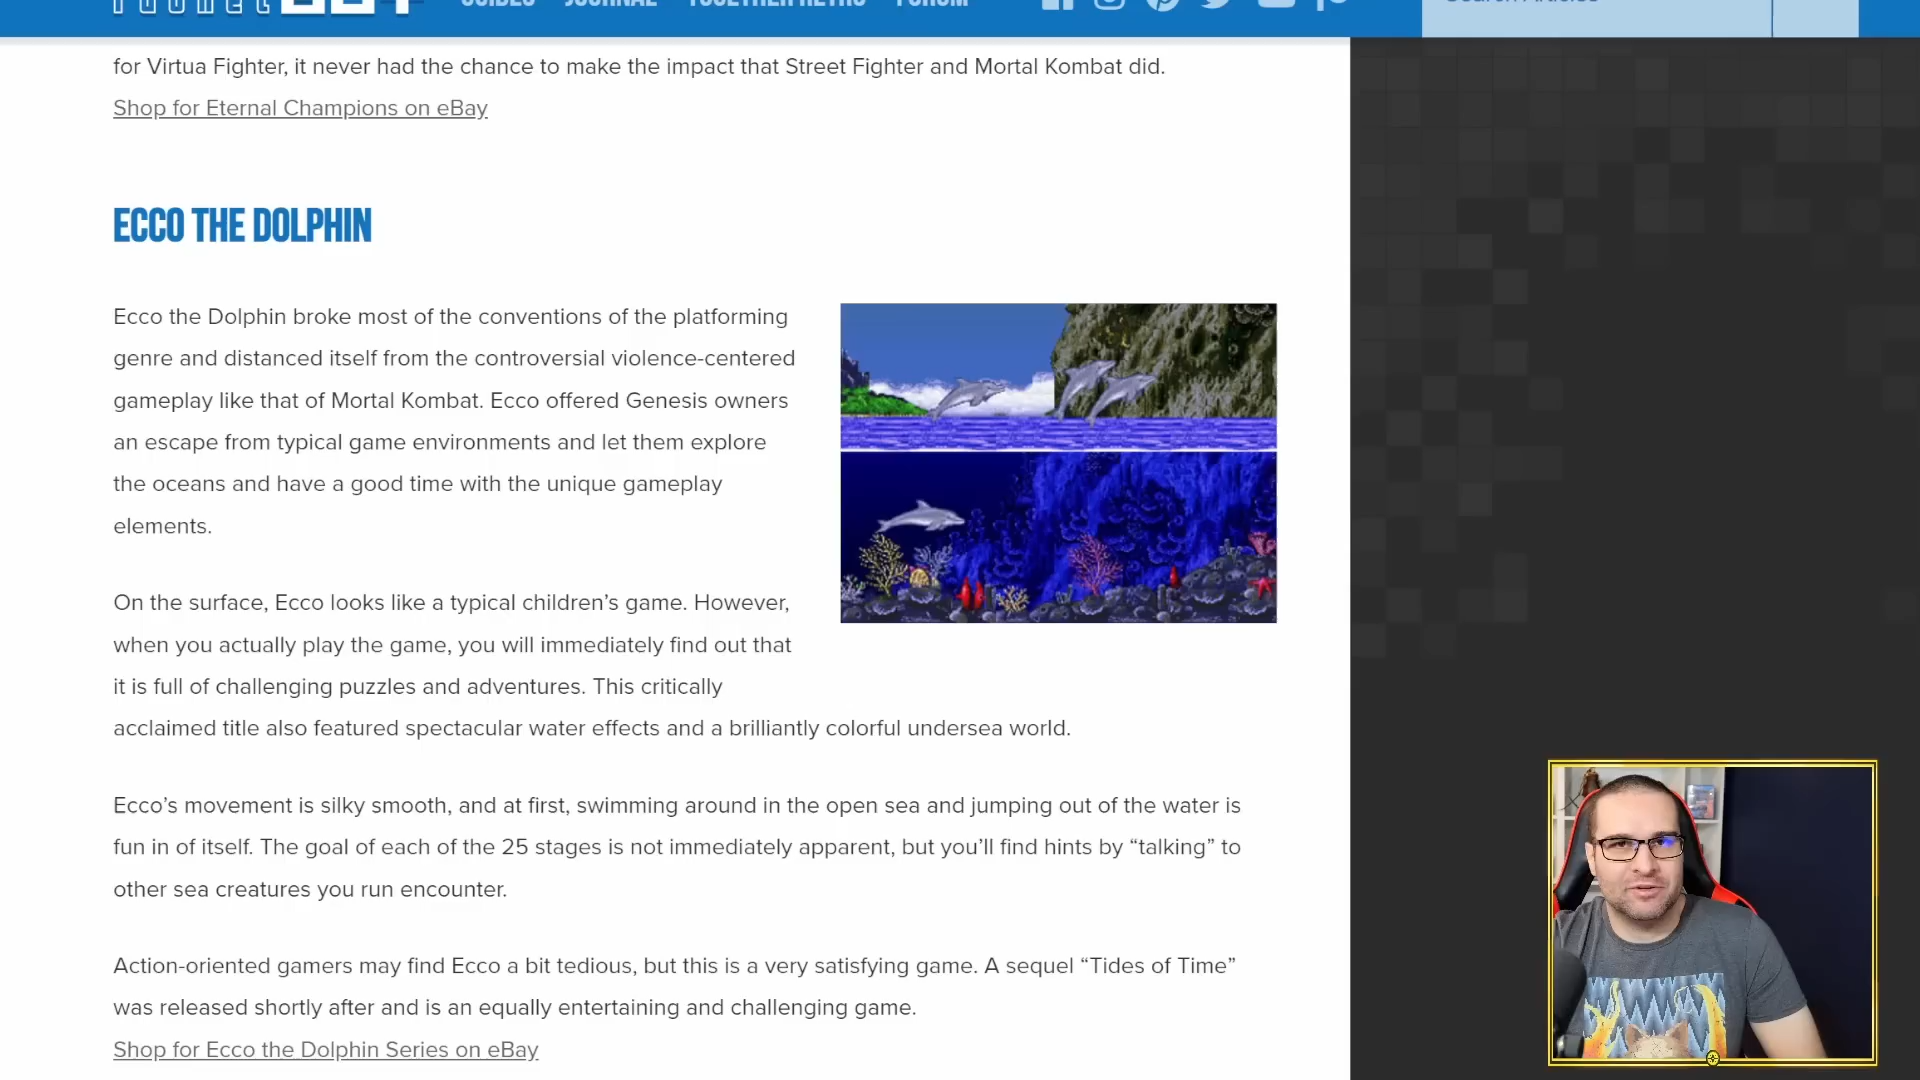 GUIDES JOURNAL TOGETHER RETRO FORUM
Search Articles
for Virtua Fighter, it never had the chance to make the impact that Street Fighter and Mortal Kombat did.
Shop for Eternal Champions on eBay
ECCO THE DOLPHIN
Ecco the Dolphin broke most of the conventions of the platforming
genre and distanced itself from the controversial violence-centered
gameplay like that of Mortal Kombat. Ecco offered Genesis owners
an escape from typical game environments and let them explore
the oceans and have a good time with the unique gameplay
elements.
On the surface, Ecco looks like a typical children’s game. However,
when you actually play the game, you will immediately find out that
it is full of challenging puzzles and adventures. This critically
acclaimed title also featured spectacular water effects and a brilliantly colorful undersea world.
Ecco’s movement is silky smooth, and at first, swimming around in the open sea and jumping out of the water is
fun in of itself. The goal of each of the 25 stages is not immediately apparent, but you’ll find hints by “talking” to
other sea creatures you run encounter.
Action-oriented gamers may find Ecco a bit tedious, but this is a very satisfying game. A sequel “Tides of Time”
was released shortly after and is an equally entertaining and challenging game.
Shop for Ecco the Dolphin Series on eBay